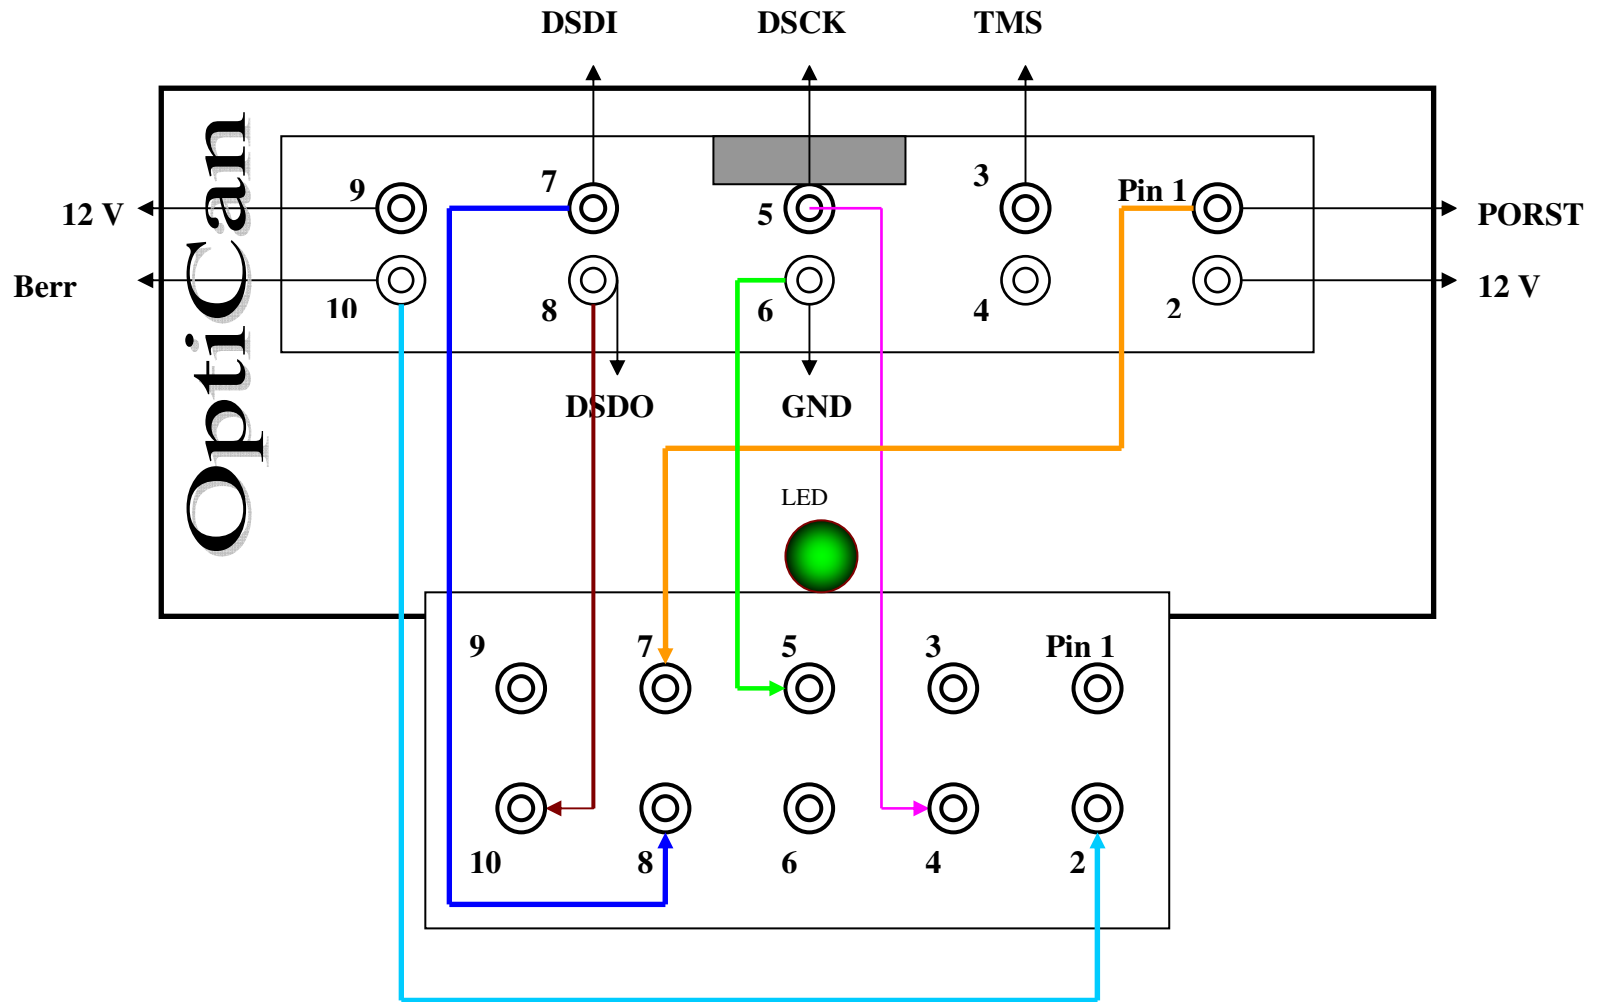 DSDI DSCK TMS
OptiCan
9 7 5 3 Pin 1
12 V PORST
Berr 12 V
10 8 6 4 2
DSDO GND
LED
9 7 5 3 Pin 1
10 8 6 4 2